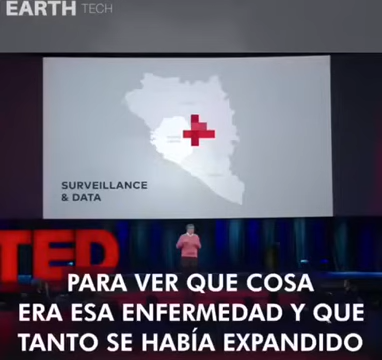 EARTH TECH
SURVEILLANCE
& DATA
TED
PARA VER QUE COSA
ERA ESA ENFERMEDAD Y QUE
TANTO SE HABÍA EXPANDIDO